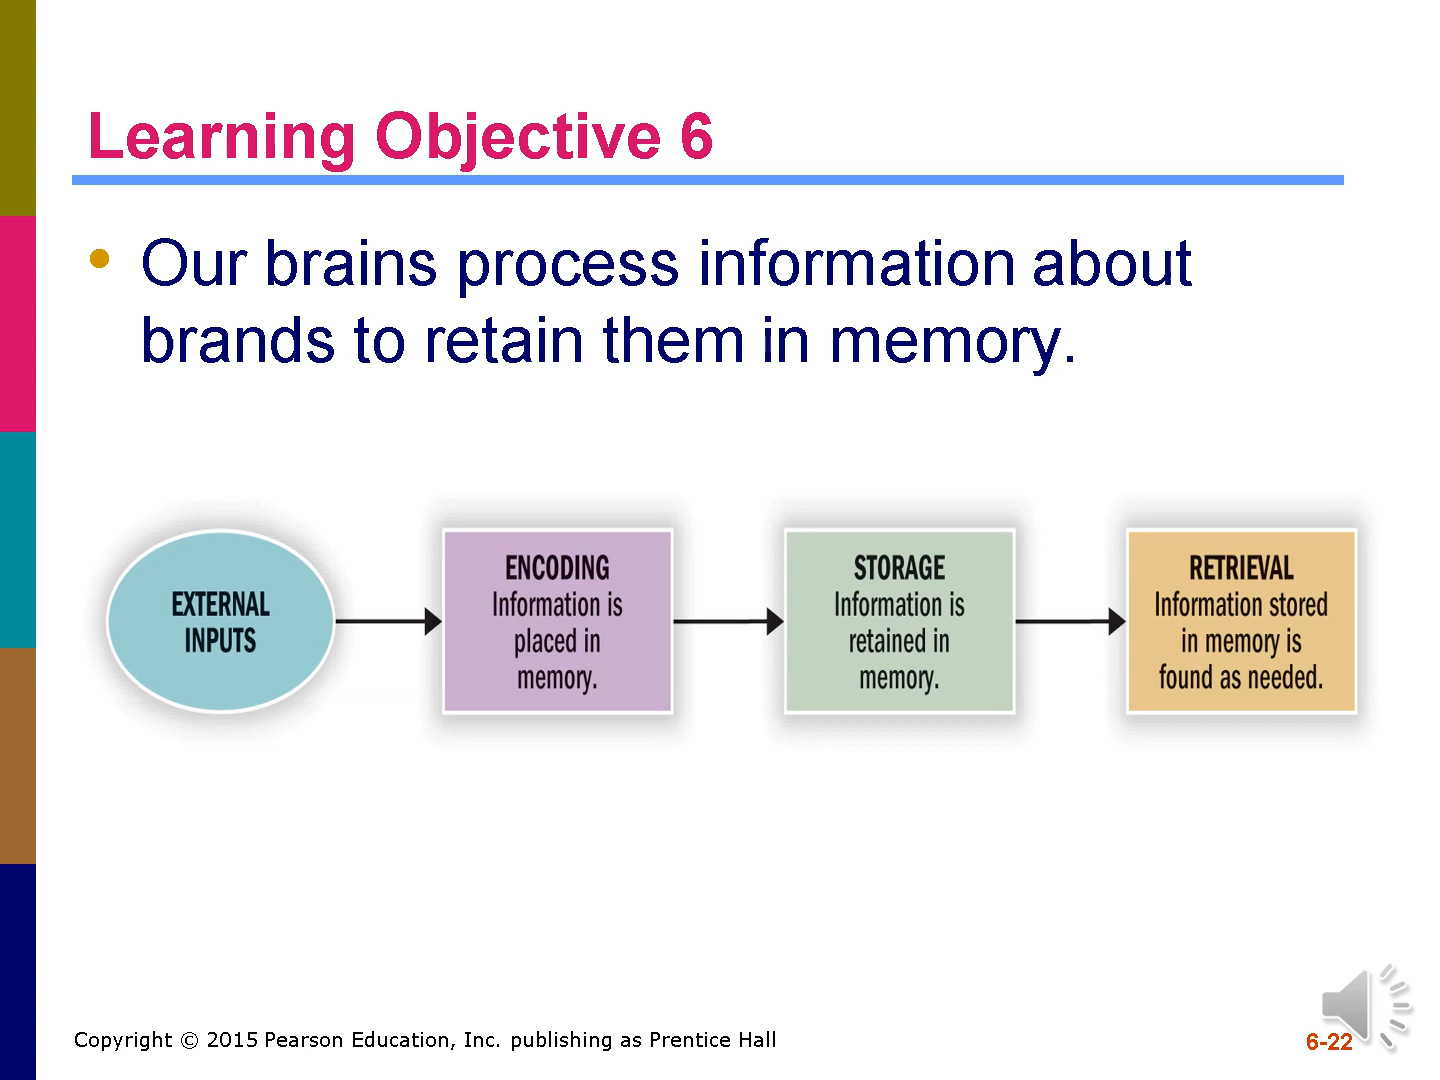 Learning Objective 6
• Our brains process information about
brands to retain them in memory.
EXTERNAL
INPUTS
ENCODING
Information is
placed in
memory.
STORAGE
Information is
retained in
memory.
RETRIEVAL
Information stored
in memory is
found as needed.
Copyright © 2015 Pearson Education, Inc. publishing as Prentice Hall
6-22